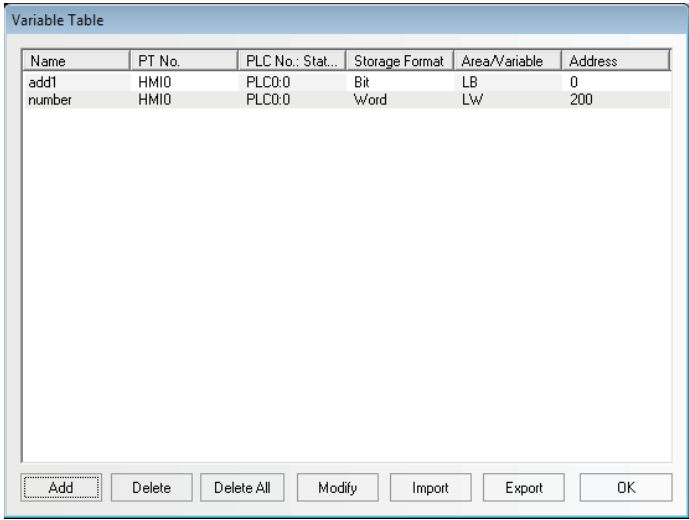 Variable Table
Name PT No. PLC No.: Stat... Storage Format Area/Variable Address
add1 HMI0 PLC0:0 Bit LB 0
number HMI0 PLC0:0 Word LW 200
Add Delete Delete All Modify Import Export OK